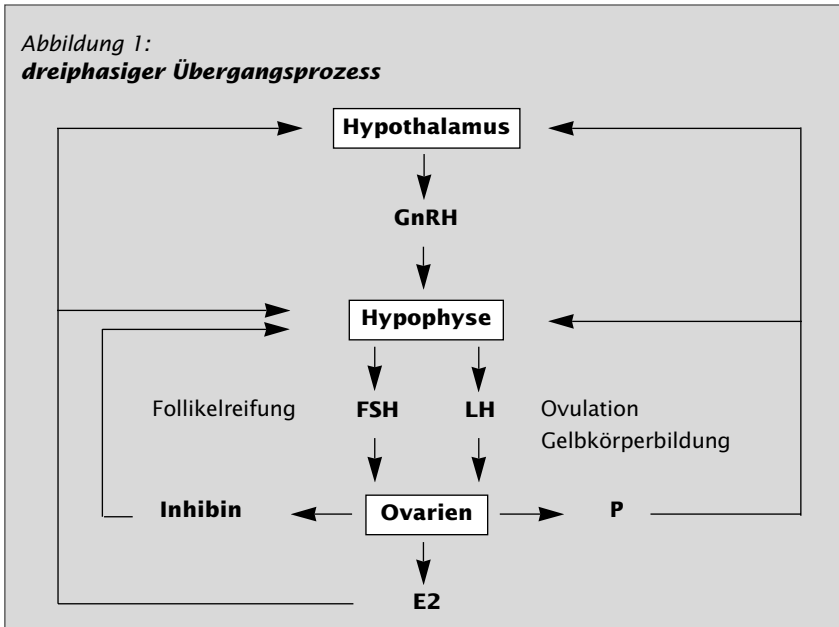 Abbildung 1:
dreiphasiger Übergangsprozess
Hypothalamus
GnRH
Hypophyse
Follikelreifung FSH LH Ovulation
Gelbkörperbildung
Inhibin Ovarien P
E2